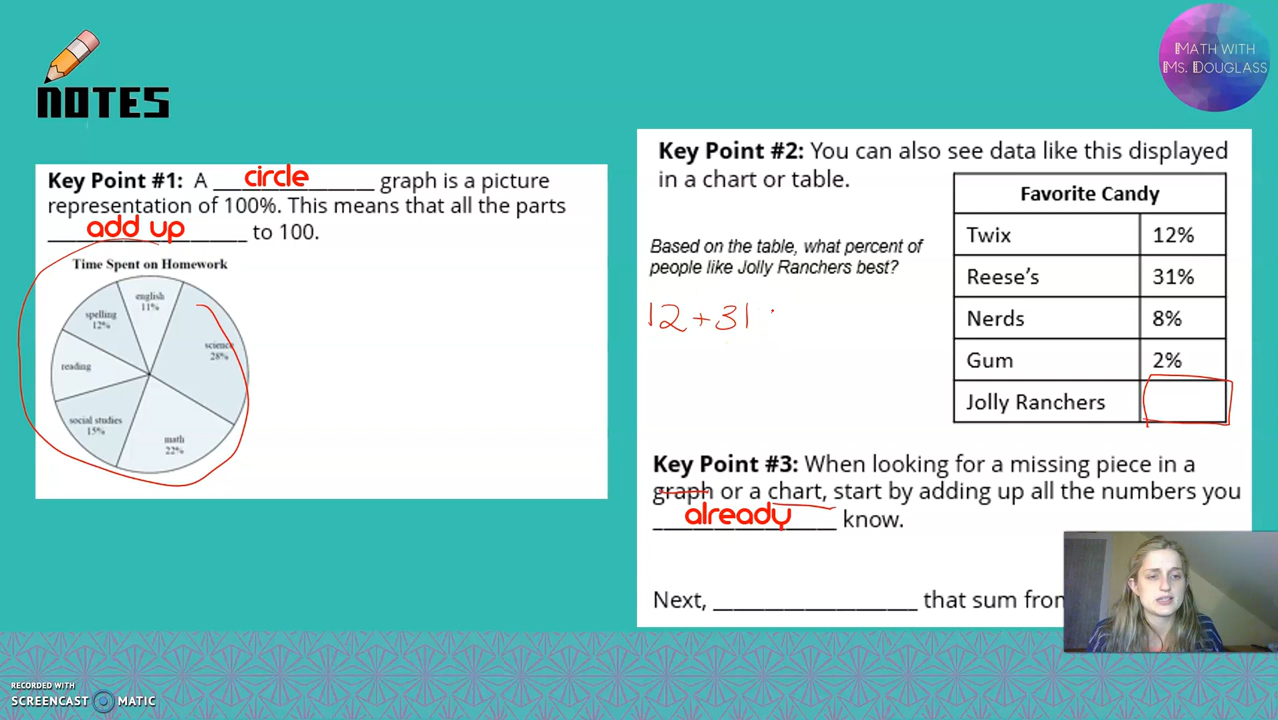 NOTES
MATH WITH
MS. DOUGLASS
Key Point #1: A circle graph is a picture
representation of 100%. This means that all the parts
add up to 100.
Time Spent on Homework
english
11%
spelling
12%
science
28%
reading
social studies
15%
math
22%
Key Point #2: You can also see data like this displayed
in a chart or table.
Based on the table, what percent of
people like Jolly Ranchers best?
12+31
Favorite Candy
Twix 12%
Reese's 31%
Nerds 8%
Gum 2%
Jolly Ranchers
Key Point #3: When looking for a missing piece in a
graph or a chart, start by adding up all the numbers you
already know.
Next, ________________ that sum from
RECORDED WITH
SCREENCAST MATIC